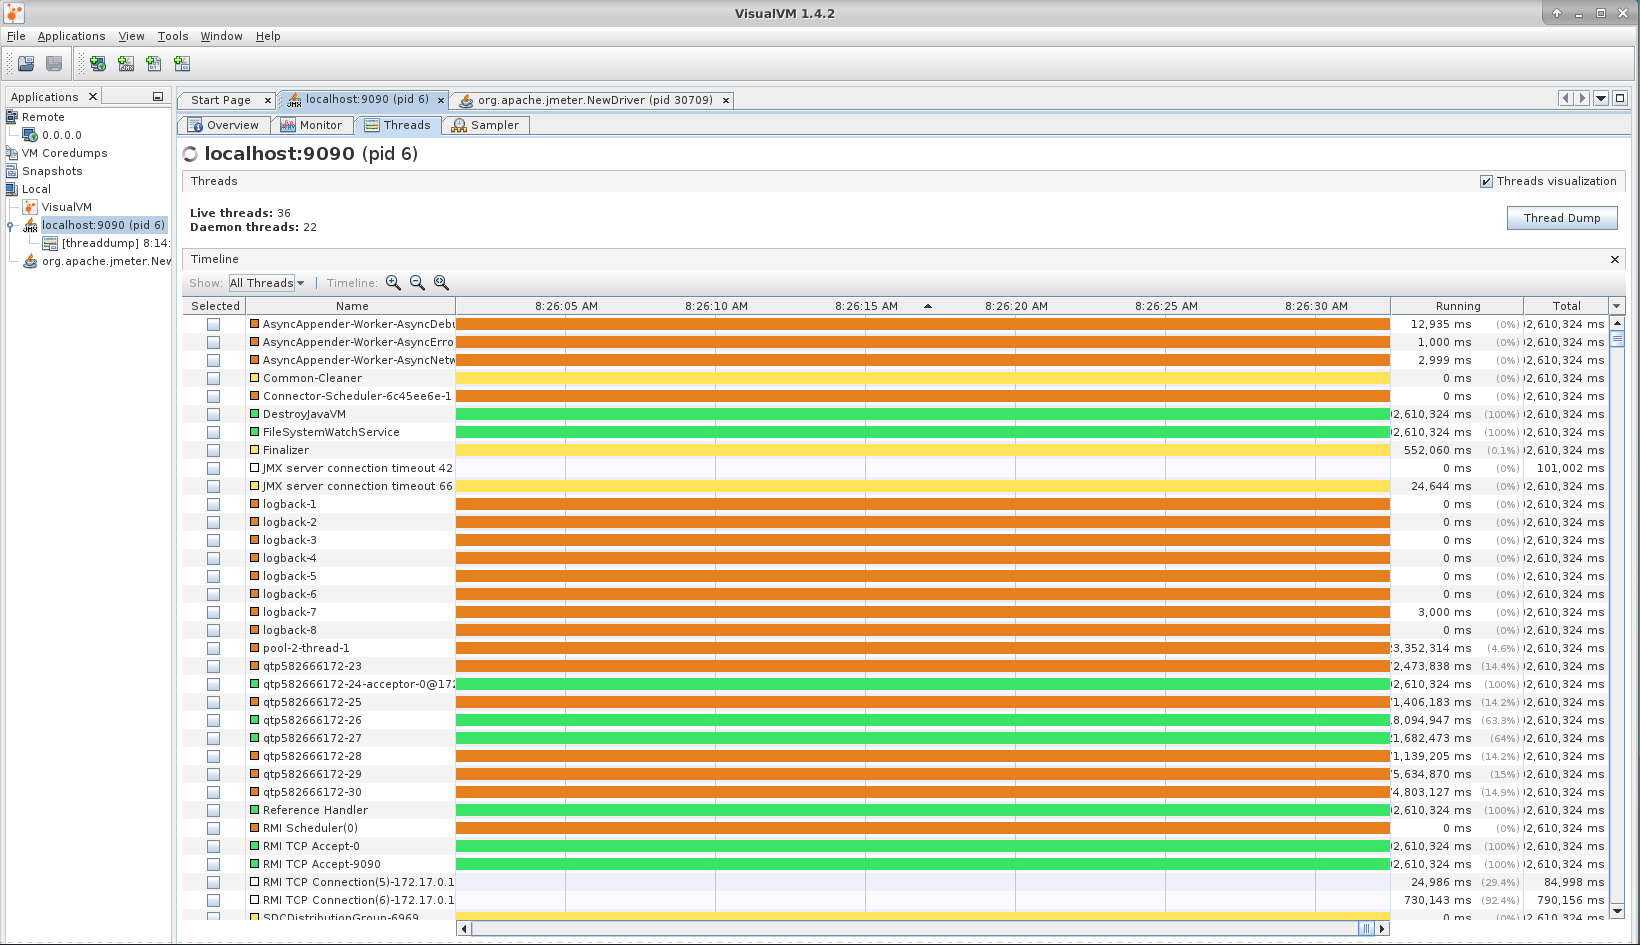 VisualVM 1.4.2
File Applications View Tools Window Help
Applications
Start Page
localhost:9090 (pid 6)
org.apache.jmeter.NewDriver (pid 30709)
Remote
0.0.0.0
VM Coredumps
Snapshots
Local
VisualVM
localhost:9090 (pid 6)
[threaddump] 8:14:
org.apache.jmeter.New
Overview Monitor Threads Sampler
localhost:9090 (pid 6)
Threads Threads visualization
Live threads: 36
Daemon threads: 22
Thread Dump
Timeline
Show: All Threads Timeline:
Selected Name 8:26:05 AM 8:26:10 AM 8:26:15 AM 8:26:20 AM 8:26:25 AM 8:26:30 AM Running Total
AsyncAppender-Worker-AsyncDebu 12,935 ms (0%) 2,610,324 ms
AsyncAppender-Worker-AsyncErro 1,000 ms (0%) 2,610,324 ms
AsyncAppender-Worker-AsyncNetw 2,999 ms (0%) 2,610,324 ms
Common-Cleaner 0 ms (0%) 2,610,324 ms
Connector-Scheduler-6c45ee6e-1 0 ms (0%) 2,610,324 ms
DestroyJavaVM 2,610,324 ms (100%) 2,610,324 ms
FileSystemWatchService 2,610,324 ms (100%) 2,610,324 ms
Finalizer 552,060 ms (0.1%) 2,610,324 ms
JMX server connection timeout 42 0 ms (0%) 101,002 ms
JMX server connection timeout 66 24,644 ms (0%) 2,610,324 ms
logback-1 0 ms (0%) 2,610,324 ms
logback-2 0 ms (0%) 2,610,324 ms
logback-3 0 ms (0%) 2,610,324 ms
logback-4 0 ms (0%) 2,610,324 ms
logback-5 0 ms (0%) 2,610,324 ms
logback-6 0 ms (0%) 2,610,324 ms
logback-7 3,000 ms (0%) 2,610,324 ms
logback-8 0 ms (0%) 2,610,324 ms
pool-2-thread-1 3,352,314 ms (4.6%) 2,610,324 ms
qtp582666172-23 2,473,838 ms (14.4%) 2,610,324 ms
qtp582666172-24-acceptor-0@172 2,610,324 ms (100%) 2,610,324 ms
qtp582666172-25 1,406,183 ms (14.2%) 2,610,324 ms
qtp582666172-26 8,094,947 ms (63.3%) 2,610,324 ms
qtp582666172-27 1,682,473 ms (64%) 2,610,324 ms
qtp582666172-28 1,139,205 ms (14.2%) 2,610,324 ms
qtp582666172-29 5,634,870 ms (15%) 2,610,324 ms
qtp582666172-30 4,803,127 ms (14.9%) 2,610,324 ms
Reference Handler 2,610,324 ms (100%) 2,610,324 ms
RMI Scheduler(0) 0 ms (0%) 2,610,324 ms
RMI TCP Accept-0 2,610,324 ms (100%) 2,610,324 ms
RMI TCP Accept-9090 2,610,324 ms (100%) 2,610,324 ms
RMI TCP Connection(5)-172.17.0.1 24,986 ms (29.4%) 84,998 ms
RMI TCP Connection(6)-172.17.0.1 730,143 ms (92.4%) 790,156 ms
SDCDistributionGroup-6969 0 ms (0%) 2,610,324 ms